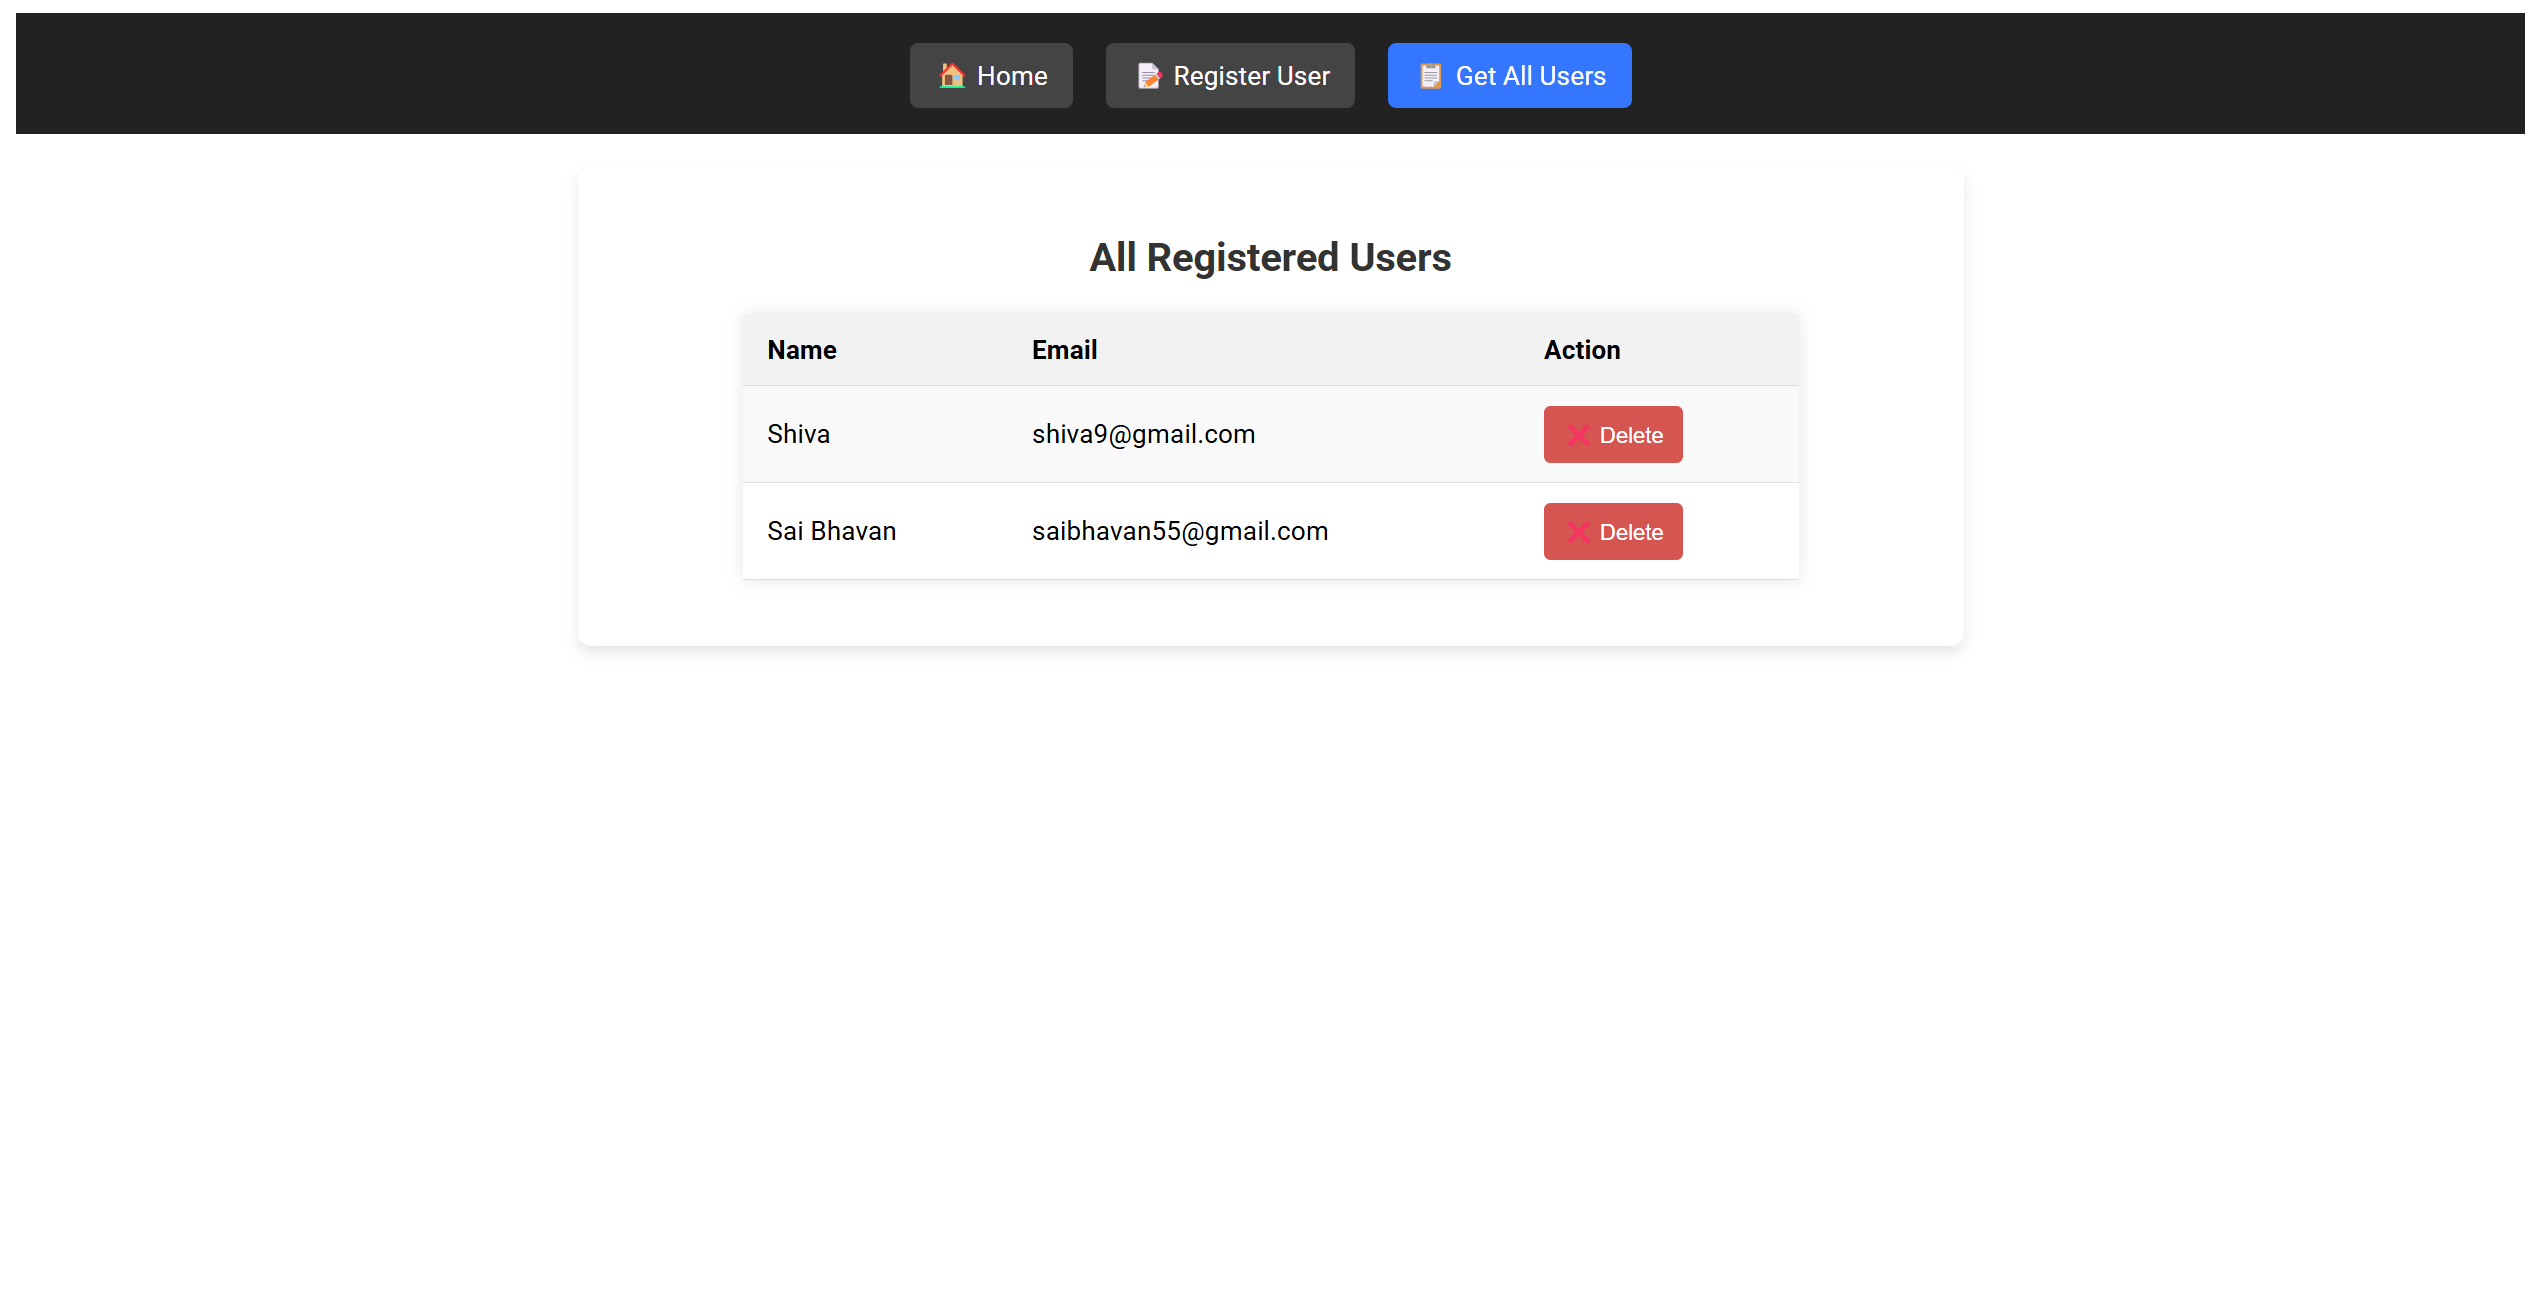 🏠 Home 📝 Register User 📋 Get All Users
All Registered Users
Name Email Action
Shiva shiva9@gmail.com ❌ Delete
Sai Bhavan saibhavan55@gmail.com ❌ Delete